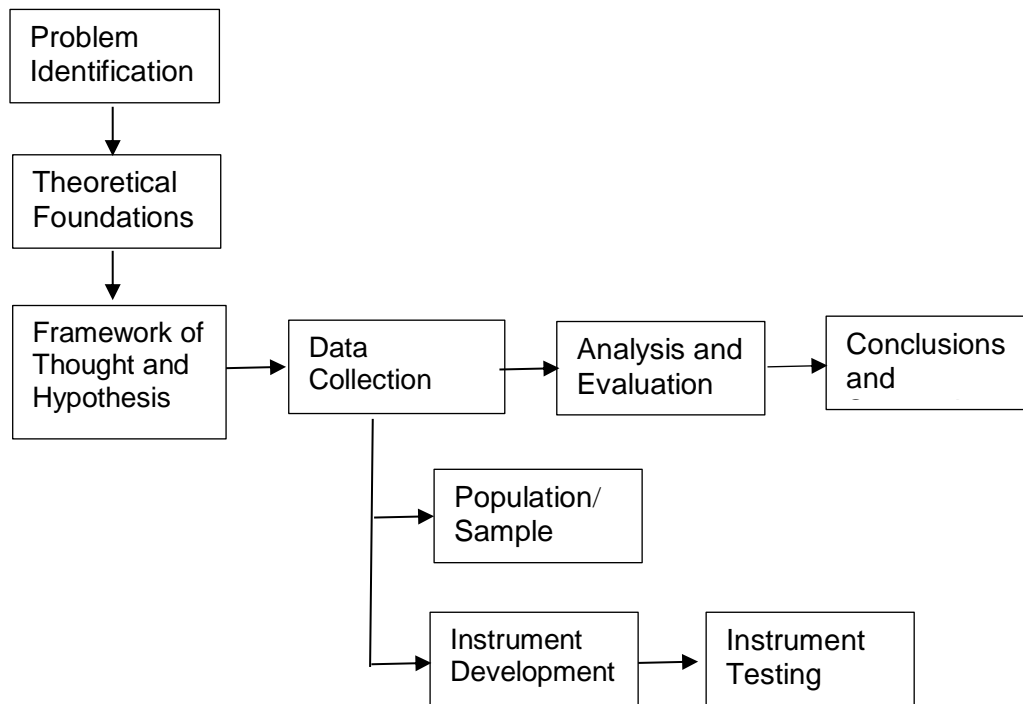 Problem
Identification
Theoretical
Foundations
Framework of
Thought and
Hypothesis
Data
Collection
Analysis and
Evaluation
Conclusions
and
Population/
Sample
Instrument
Development
Instrument
Testing